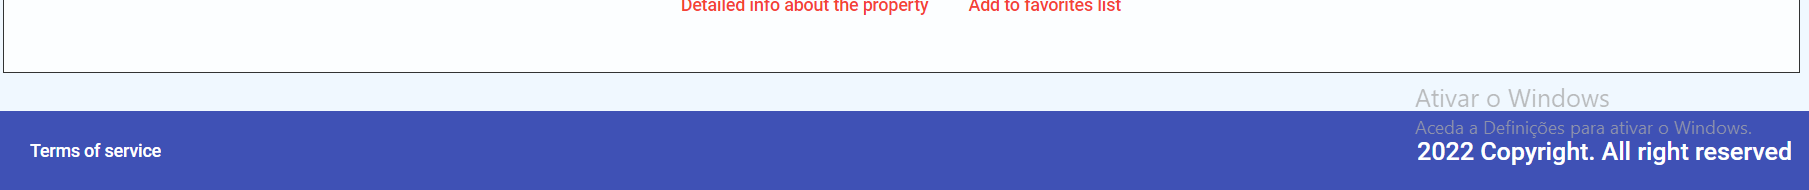 Detailed info about the property Add to favorites list
Ativar o Windows
Aceda a Definições para ativar o Windows.
Terms of service
2022 Copyright. All right reserved